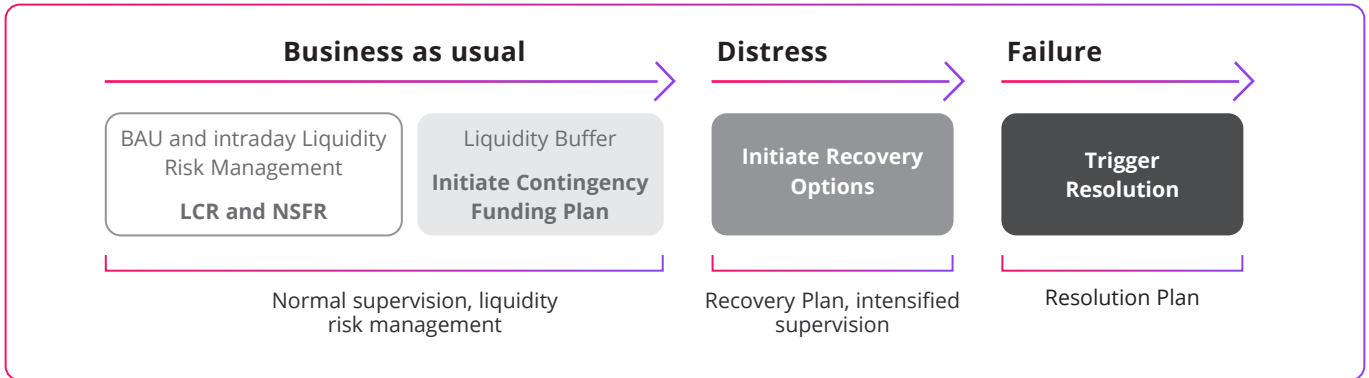 Business as usual
Distress
Failure
BAU and intraday Liquidity
Risk Management
LCR and NSFR
Liquidity Buffer
Initiate Contingency
Funding Plan
Initiate Recovery
Options
Trigger
Resolution
Normal supervision, liquidity
risk management
Recovery Plan, intensified
supervision
Resolution Plan